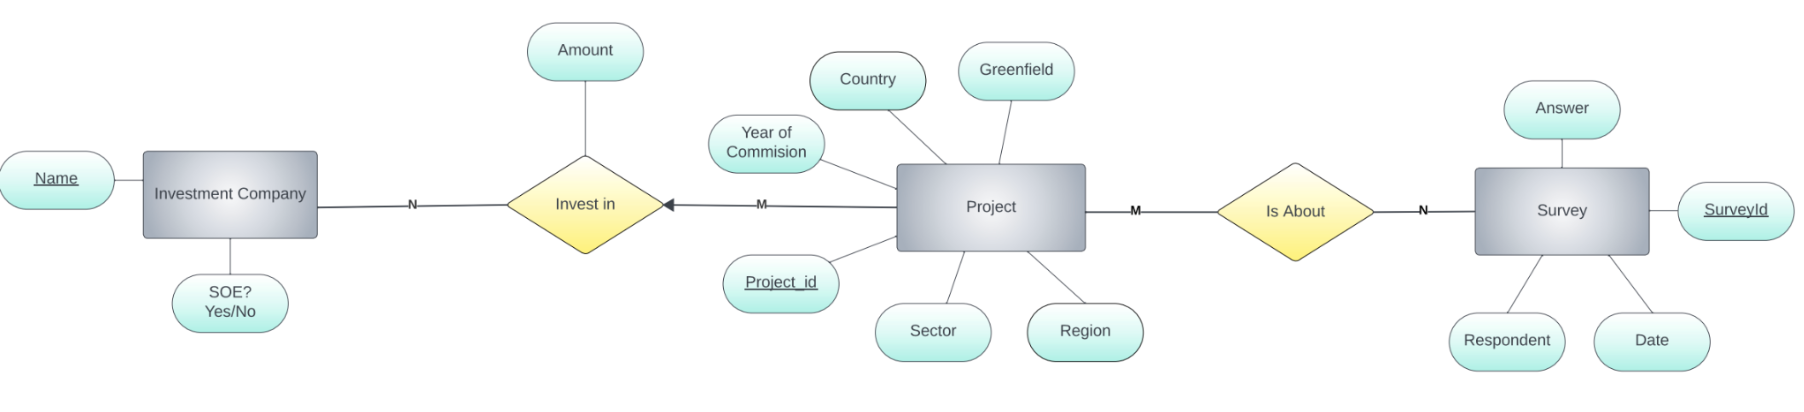 Amount
Country
Greenfield
Year of
Commision
Answer
Name
Investment Company
N
Invest in
M
Project
M
Is About
N
Survey
SurveyId
SOE?
Yes/No
Project_id
Sector
Region
Respondent
Date